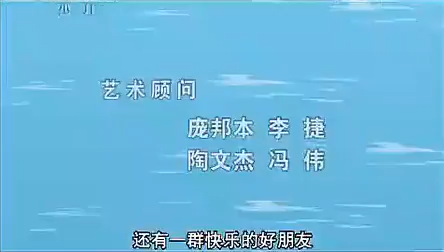 艺术顾问
庞邦本 李捷
陶文杰 冯伟
还有一群快乐的好朋友